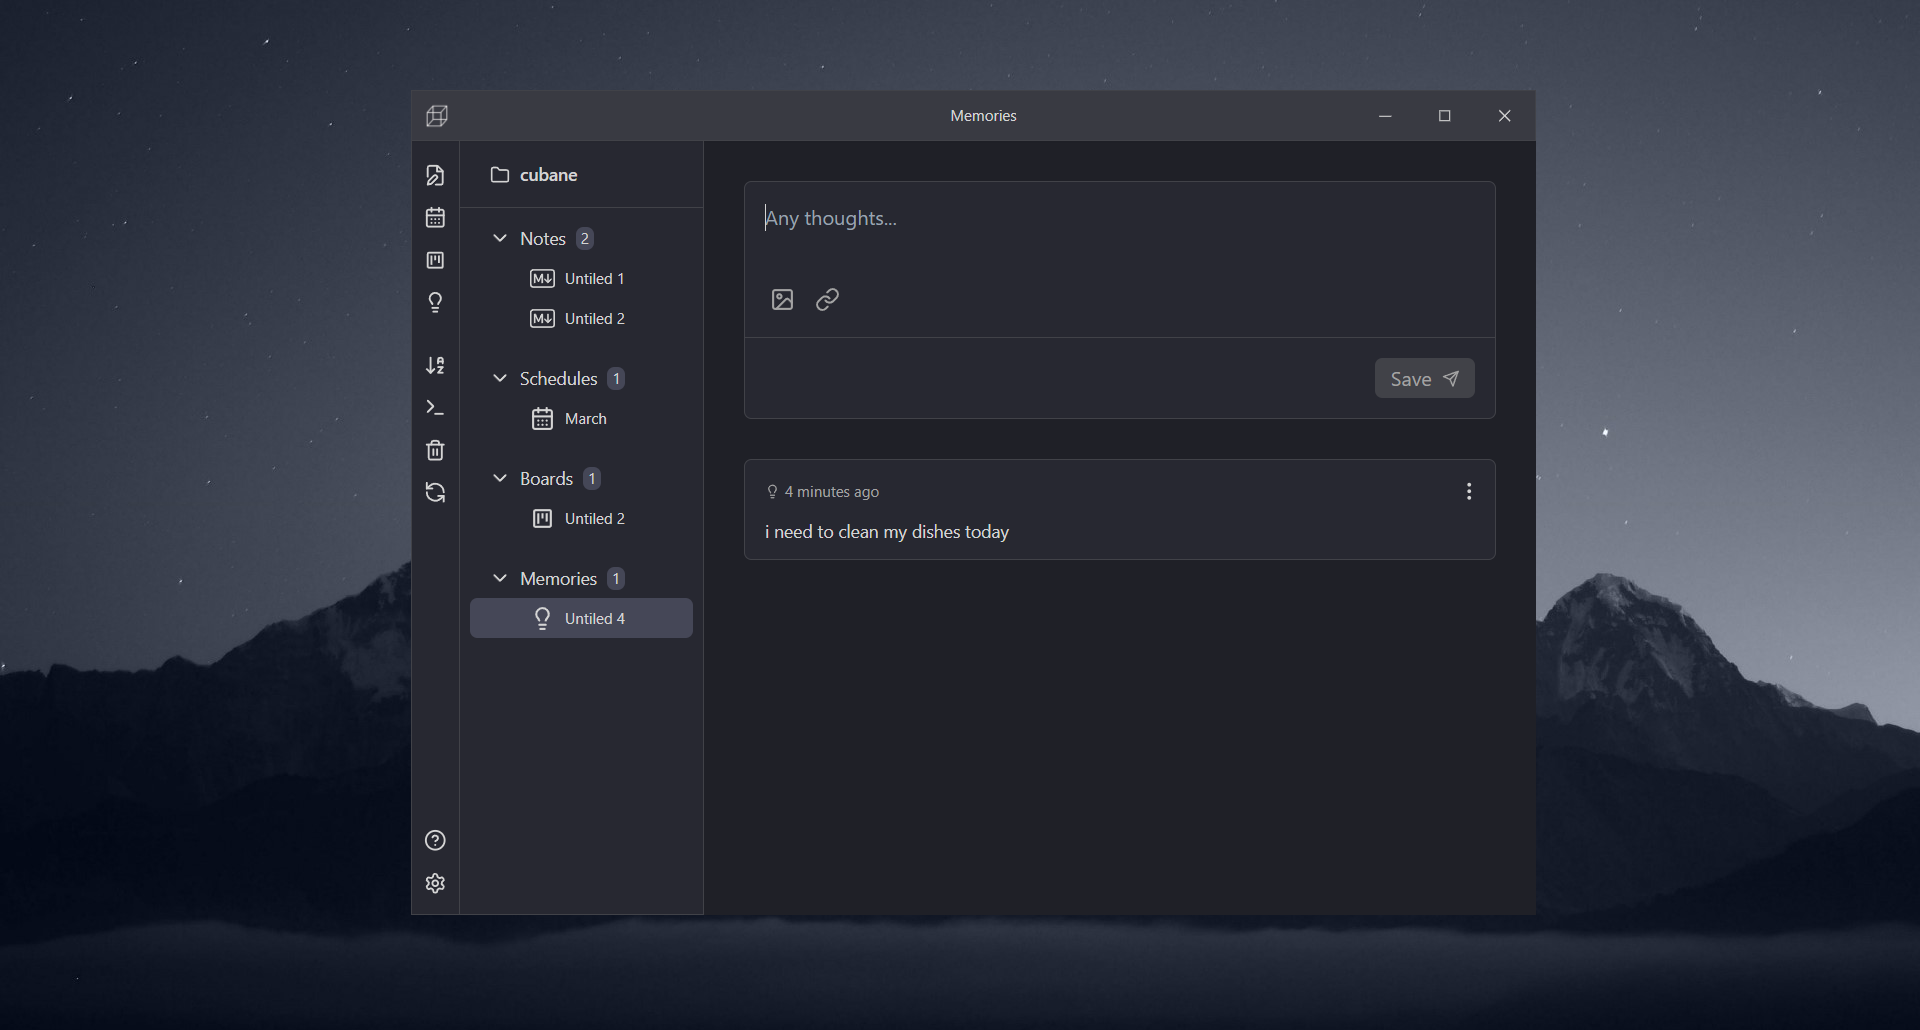 Memories
cubane
Notes 2
M↓ Untiled 1
M↓ Untiled 2
Schedules 1
March
Boards 1
Untiled 2
Memories 1
Untiled 4
Any thoughts...
Save
4 minutes ago
i need to clean my dishes today